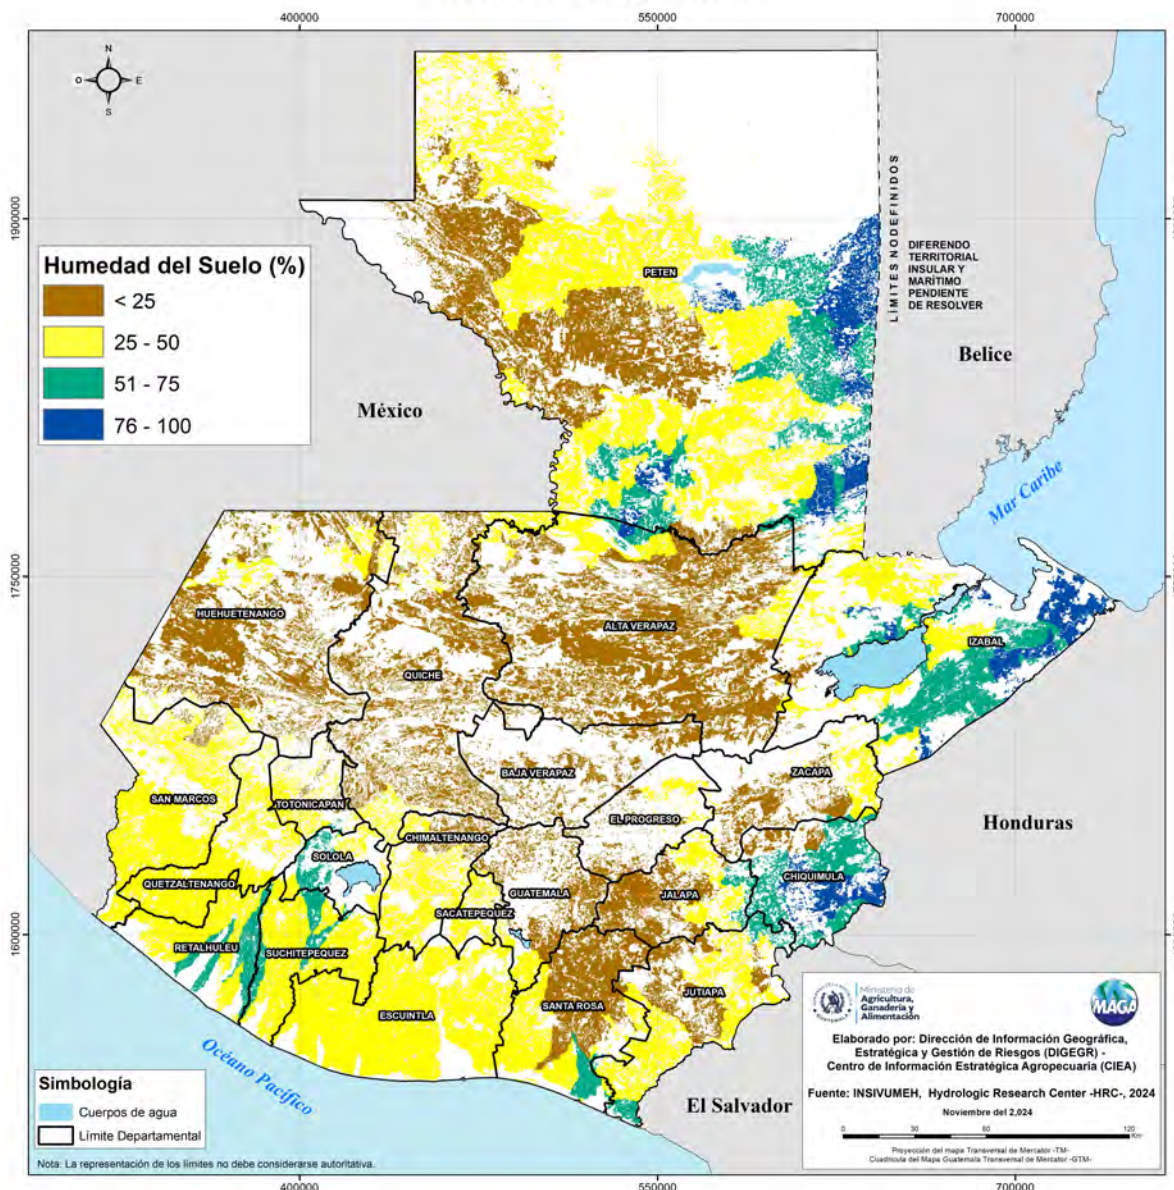 400000
550000
700000
N
O
E
S
1900000
1750000
1600000
Humedad del Suelo (%)
< 25
25 - 50
51 - 75
76 - 100
PETEN
LÍMITES NODEFINIDOS
DIFERENDO
TERRITORIAL
INSULAR Y
MARÍTIMO
PENDIENTE
DE RESOLVER
Belice
México
Mar Caribe
HUEHUETENANGO
QUICHE
ALTA VERAPAZ
IZABAL
BAJA VERAPAZ
ZACAPA
SAN MARCOS
TOTONICAPAN
EL PROGRESO
Honduras
CHIMALTENANGO
SOLOLA
QUETZALTENANGO
GUATEMALA
JALAPA
CHIQUIMULA
SACATEPEQUEZ
RETALHULEU
SUCHITEPEQUEZ
ESCUINTLA
SANTA ROSA
JUTIAPA
Océano Pacífico
El Salvador
Simbología
Cuerpos de agua
Límite Departamental
Nota: La representación de los límites no debe considerarse autoritativa.
Ministerio de
Agricultura,
Ganadería y
Alimentación
MAGA
Elaborado por: Dirección de Información Geográfica,
Estratégica y Gestión de Riesgos (DIGEGR) -
Centro de Información Estratégica Agropecuaria (CIEA)
Fuente: INSIVUMEH, Hydrologic Research Center -HRC-, 2024
Noviembre del 2,024
0 30 60 120
Km
Proyección del mapa Transversal de Mercator -TM-
Cuadrícula del Mapa Guatemala Transversal de Mercator -GTM-
400000
550000
700000